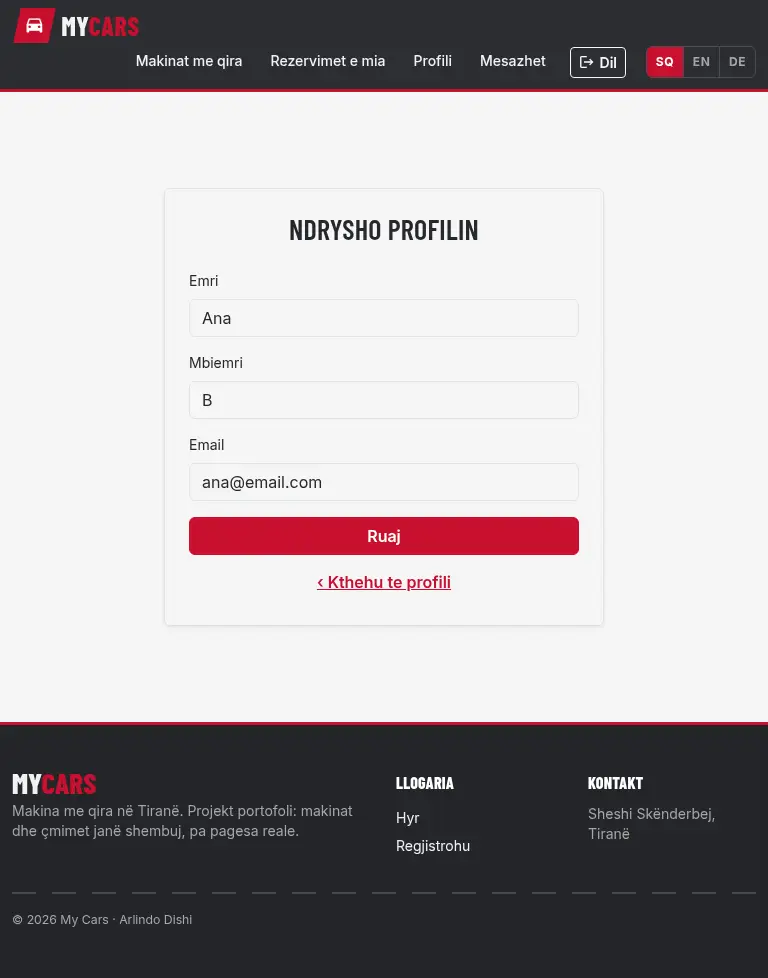 MYCARS
Makinat me qira Rezervimet e mia Profili Mesazhet Dil SQ EN DE
NDRYSHO PROFILIN
Emri
Ana
Mbiemri
B
Email
ana@email.com
Ruaj
‹ Kthehu te profili
MYCARS
Makina me qira në Tiranë. Projekt portofoli: makinat
dhe çmimet janë shembuj, pa pagesa reale.
LLOGARIA
Hyr
Regjistrohu
KONTAKT
Sheshi Skënderbej,
Tiranë
© 2026 My Cars · Arlindo Dishi